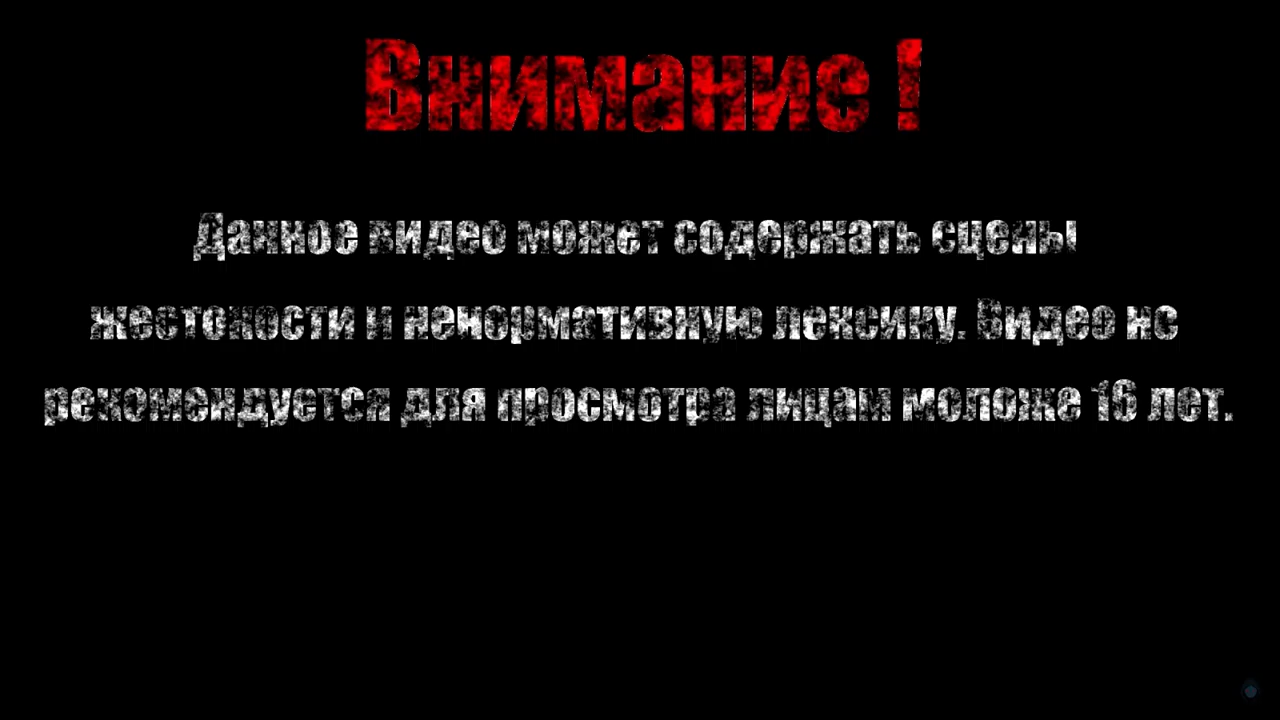 Внимание !
Данное видео может содержать сцены
жестокости и ненормативную лексику. Видео не
рекомендуется для просмотра лицам моложе 16 лет.